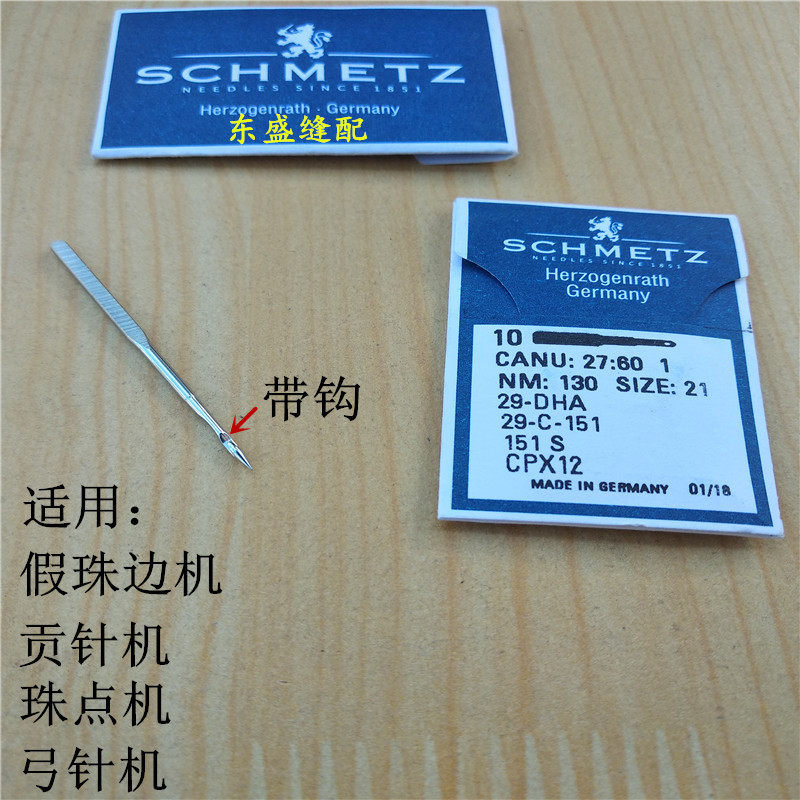 SCHMETZ
NEEDLES SINCE 1851
Herzogenrath · Germany
东盛缝配
SCHMETZ
NEEDLES SINCE 1851
Herzogenrath
Germany
10
CANU: 27:60 1
NM: 130 SIZE: 21
29-DHA
29-C-151
151 S
CPX12
MADE IN GERMANY 01/18
带钩
适用：
假珠边机
贡针机
珠点机
弓针机